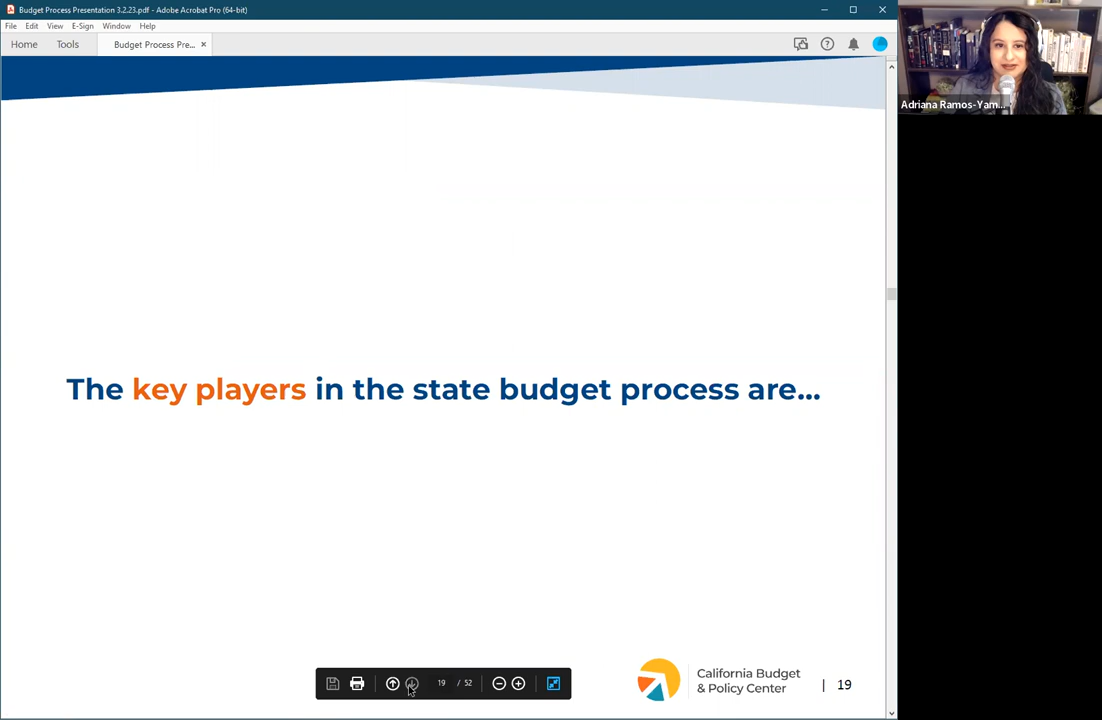 Budget Process Presentation 3.2.23.pdf - Adobe Acrobat Pro (64-bit)
File Edit View E-Sign Window Help
Home Tools Budget Process Pre... ×
Adriana Ramos-Yam...
The key players in the state budget process are...
19 / 52
California Budget
& Policy Center | 19